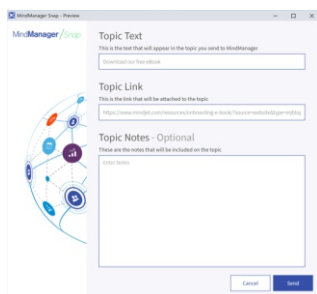 MindManager Snap - Preview
MindManager Snap
Topic Text
This is the text that will appear in the topic you send to MindManager
Download our free eBook
Topic Link
This is the link that will be attached to the topic
Topic Notes - Optional
These are the notes that will be included on the topic
Enter Notes
Cancel
Send